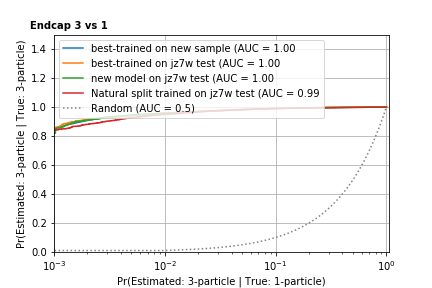 Endcap 3 vs 1
Pr(Estimated: 3-particle | True: 3-particle)
1.4
1.2
1.0
0.8
0.6
0.4
0.2
0.0
best-trained on new sample (AUC = 1.00
best-trained on jz7w test (AUC = 1.00
new model on jz7w test (AUC = 1.00
Natural split trained on jz7w test (AUC = 0.99
Random (AUC = 0.5)
10⁻³ 10⁻² 10⁻¹ 10⁰
Pr(Estimated: 3-particle | True: 1-particle)